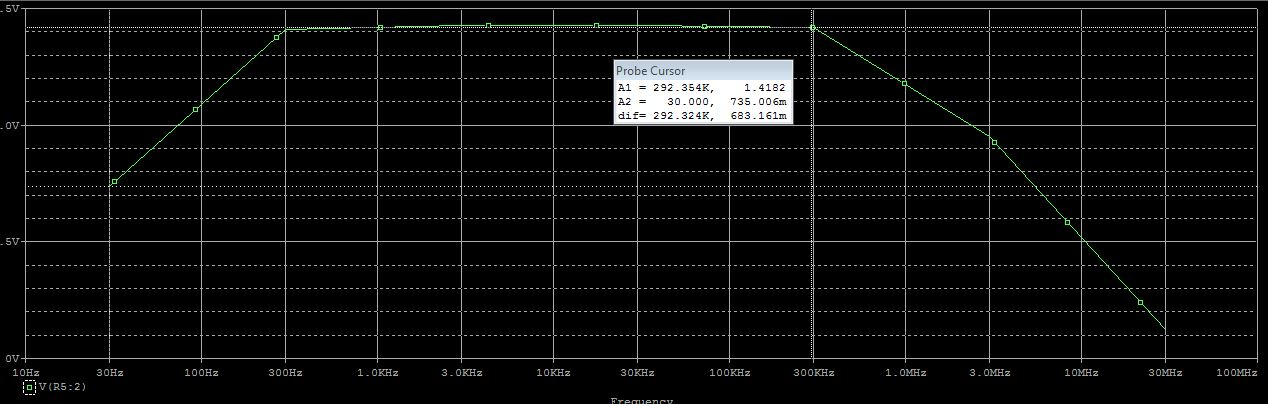 .5V
Probe Cursor
A1 = 292.354K, 1.4182
A2 = 30.000, 735.006m
dif= 292.324K, 683.161m
.0V
.5V
0V
10Hz 30Hz 100Hz 300Hz 1.0KHz 3.0KHz 10KHz 30KHz 100KHz 300KHz 1.0MHz 3.0MHz 10MHz 30MHz 100MHz
V(R5:2)
Frequency